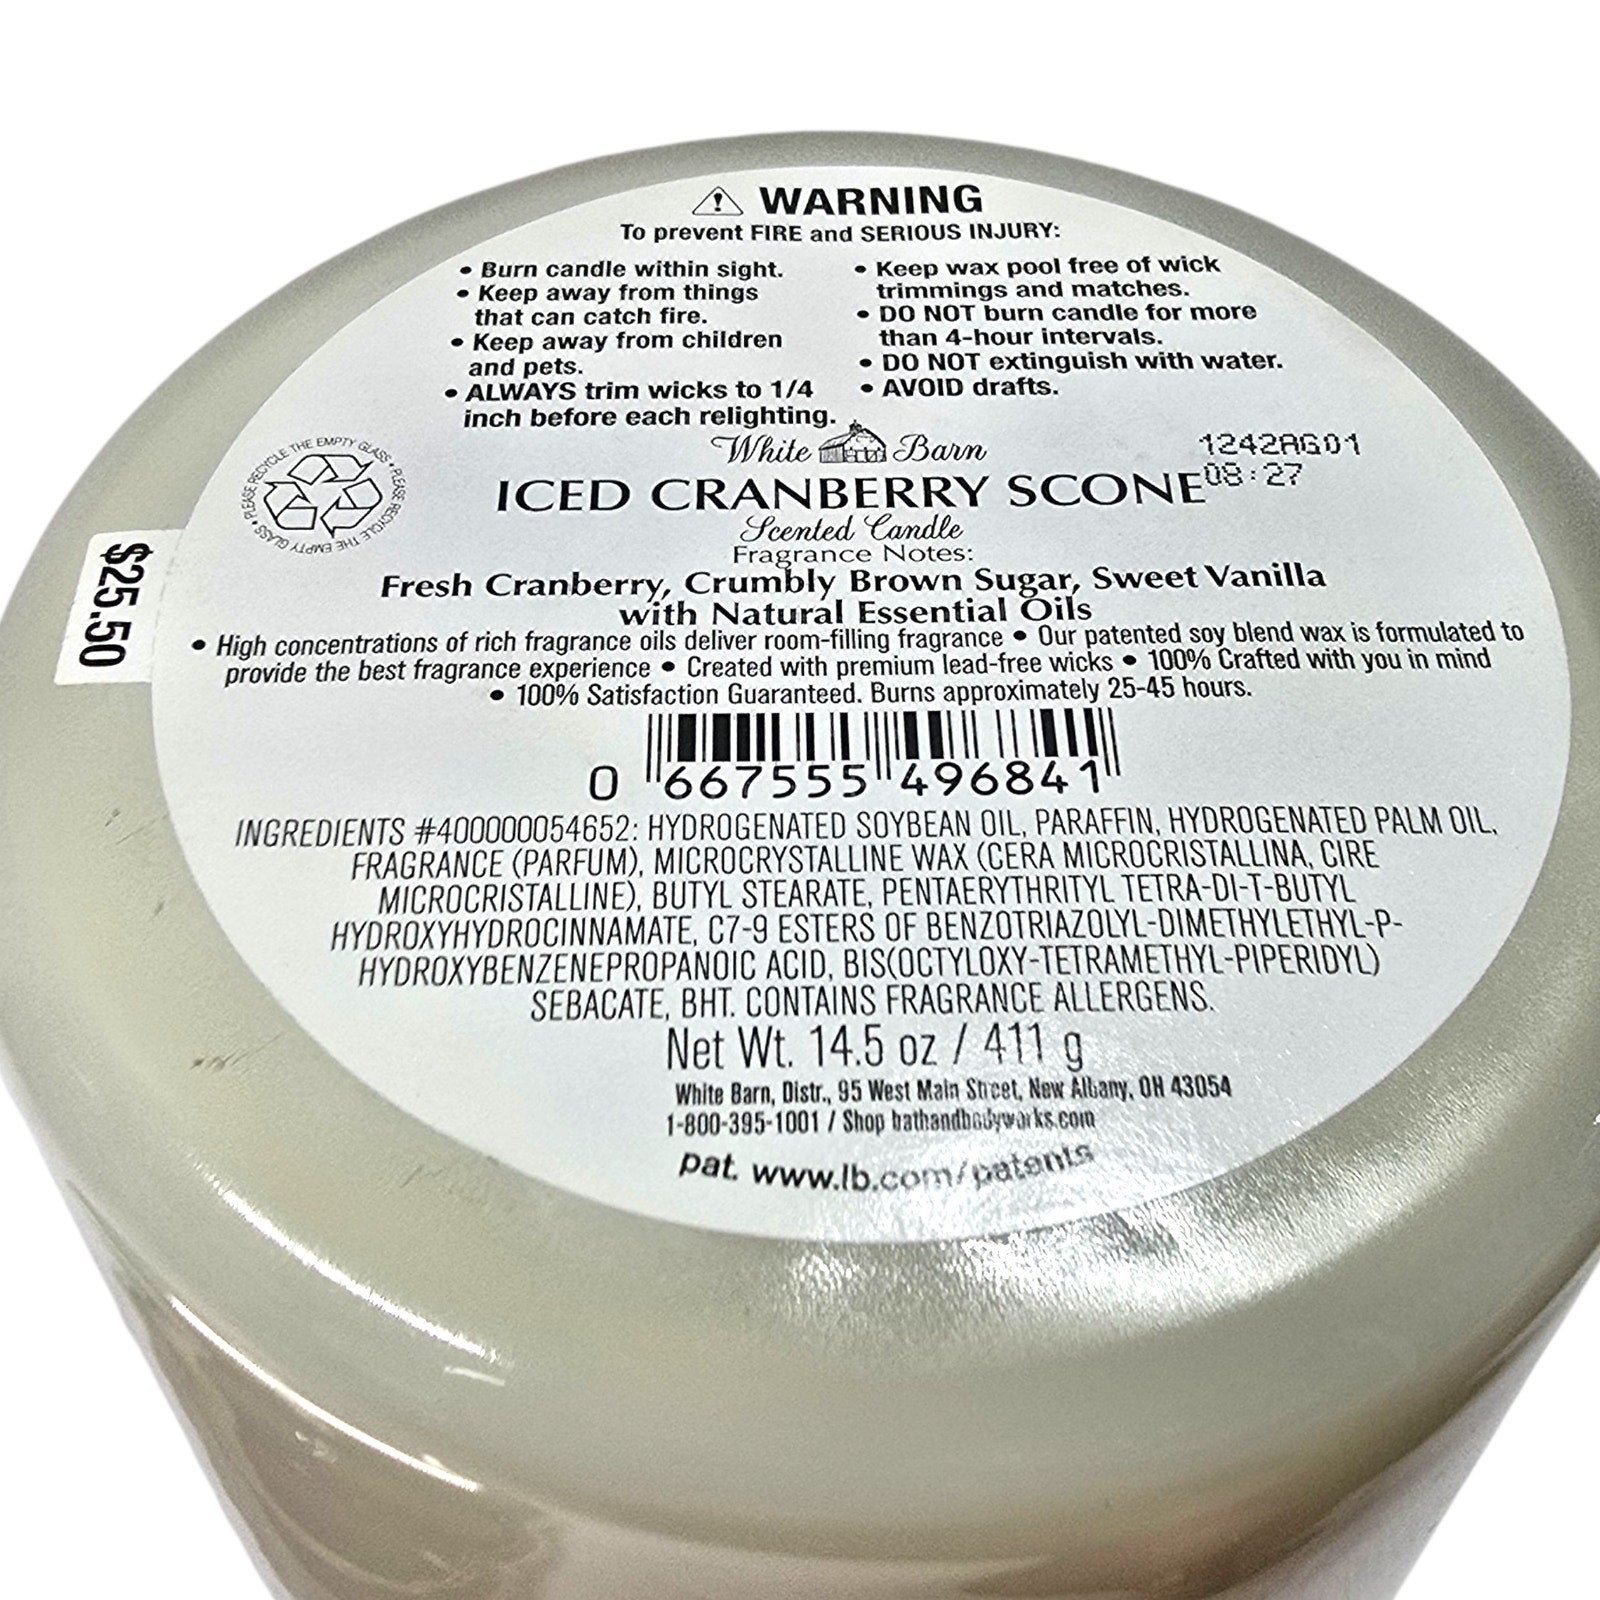 WARNING
To prevent FIRE and SERIOUS INJURY:
• Burn candle within sight.
• Keep away from things
that can catch fire.
• Keep away from children
and pets.
• ALWAYS trim wicks to 1/4
inch before each relighting.
• Keep wax pool free of wick
trimmings and matches.
• DO NOT burn candle for more
than 4-hour intervals.
• DO NOT extinguish with water.
• AVOID drafts.
PLEASE RECYCLE THE EMPTY GLASS • PLEASE RECYCLE THE EMPTY GLASS •
White Barn
1242AG01
08:27
ICED CRANBERRY SCONE
Scented Candle
Fragrance Notes:
Fresh Cranberry, Crumbly Brown Sugar, Sweet Vanilla
with Natural Essential Oils
$25.50
• High concentrations of rich fragrance oils deliver room-filling fragrance • Our patented soy blend wax is formulated to
provide the best fragrance experience • Created with premium lead-free wicks • 100% Crafted with you in mind
• 100% Satisfaction Guaranteed. Burns approximately 25-45 hours.
0 667555 496841
INGREDIENTS #400000054652: HYDROGENATED SOYBEAN OIL, PARAFFIN, HYDROGENATED PALM OIL,
FRAGRANCE (PARFUM), MICROCRYSTALLINE WAX (CERA MICROCRISTALLINA, CIRE
MICROCRISTALLINE), BUTYL STEARATE, PENTAERYTHRITYL TETRA-DI-T-BUTYL
HYDROXYHYDROCINNAMATE, C7-9 ESTERS OF BENZOTRIAZOLYL-DIMETHYLETHYL-P-
HYDROXYBENZENEPROPANOIC ACID, BIS(OCTYLOXY-TETRAMETHYL-PIPERIDYL)
SEBACATE, BHT. CONTAINS FRAGRANCE ALLERGENS.
Net Wt. 14.5 oz / 411 g
White Barn, Distr., 95 West Main Street, New Albany, OH 43054
1-800-395-1001 / Shop bathandbodyworks.com
pat. www.lb.com/patents